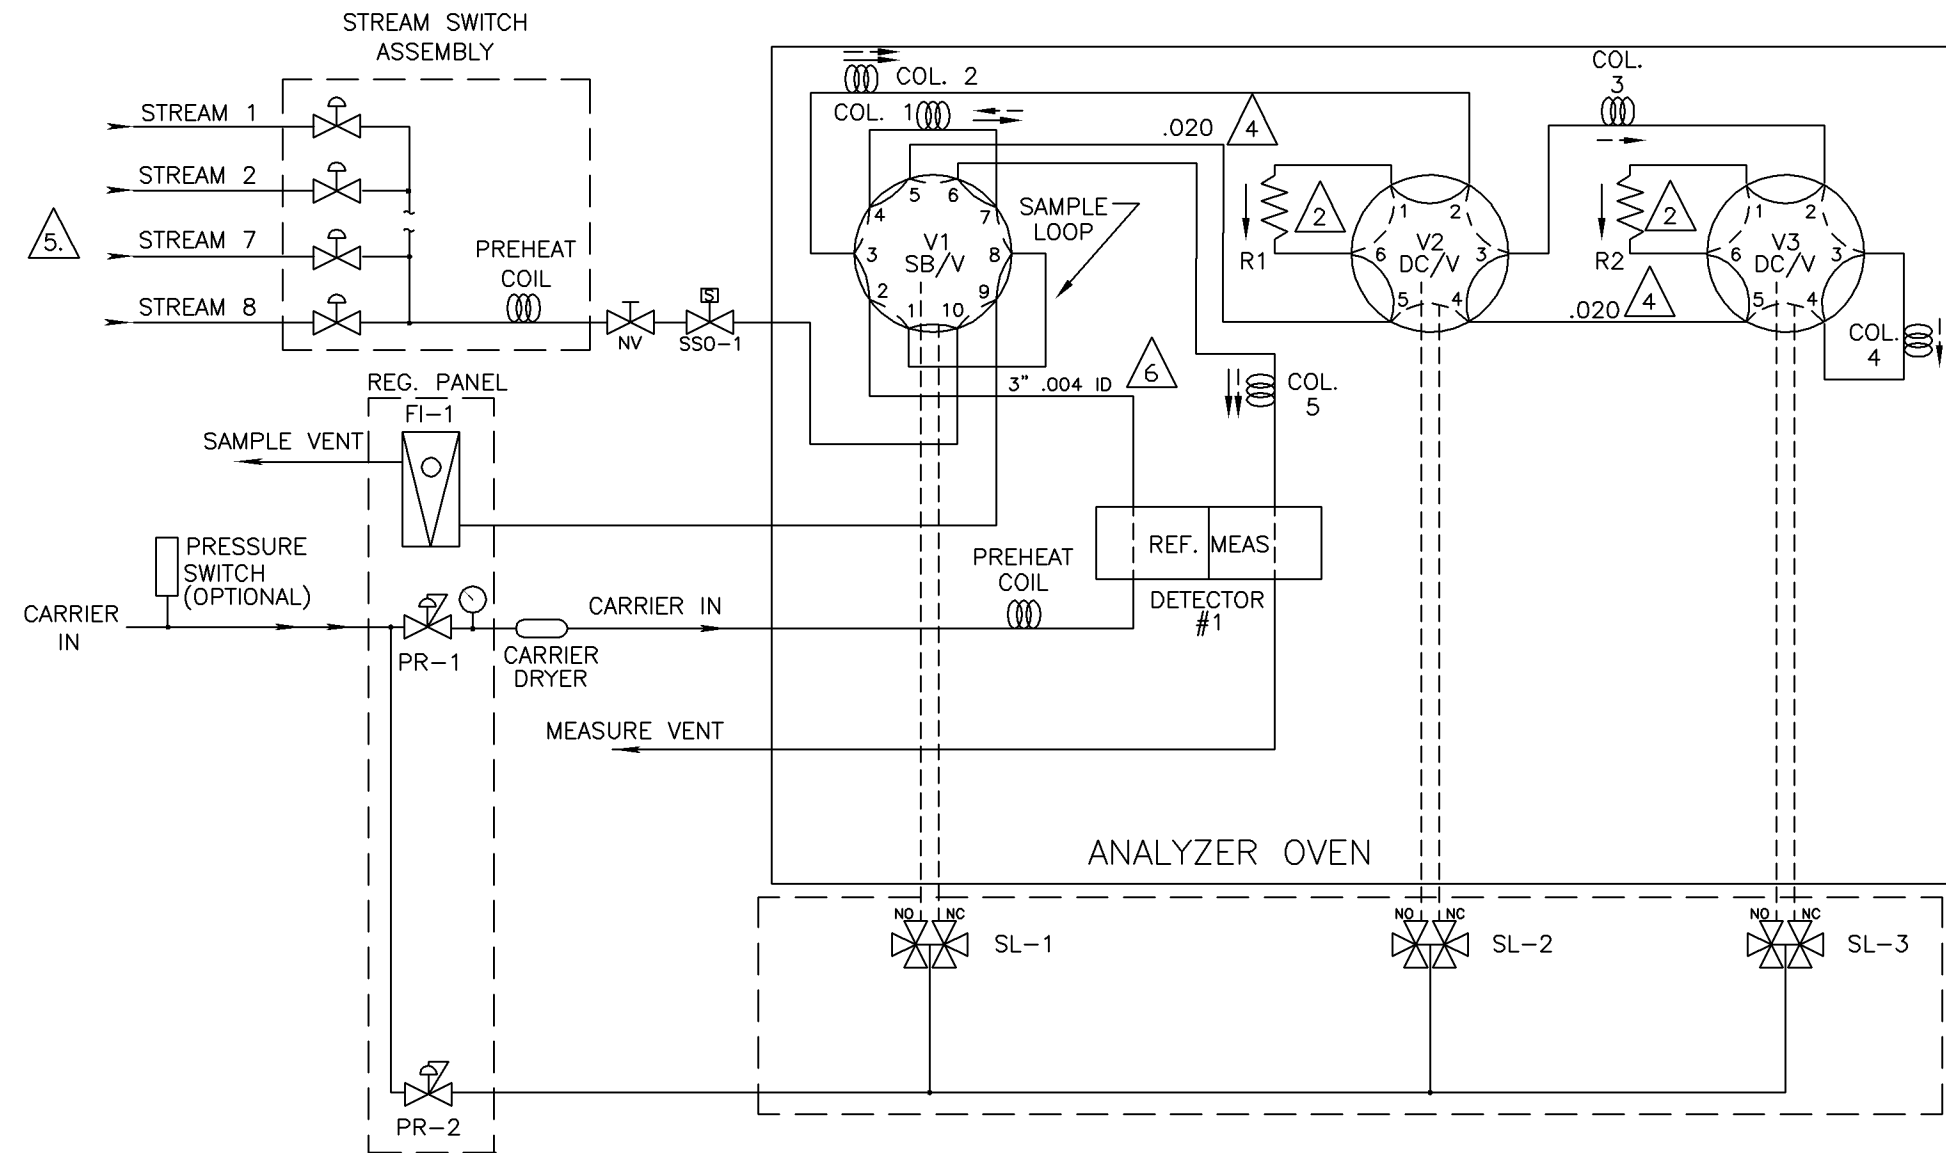 STREAM SWITCH
ASSEMBLY
STREAM 1
STREAM 2
STREAM 7
STREAM 8
5.
PREHEAT
COIL
NV
S
SSO-1
COL. 2
COL. 1
.020
4
COL.
3
5
6
4
7
3
V1
SB/V
8
2
9
1
10
SAMPLE
LOOP
R1
2
1
2
6
V2
DC/V
3
5
4
R2
2
1
2
6
V3
DC/V
3
5
4
.020
4
COL.
4
3" .004 ID
6
COL.
5
REG. PANEL
FI-1
SAMPLE VENT
PRESSURE
SWITCH
(OPTIONAL)
CARRIER
IN
PR-1
CARRIER
DRYER
CARRIER IN
PREHEAT
COIL
REF.
MEAS
DETECTOR
#1
MEASURE VENT
ANALYZER OVEN
NO
NC
SL-1
NO
NC
SL-2
NO
NC
SL-3
PR-2